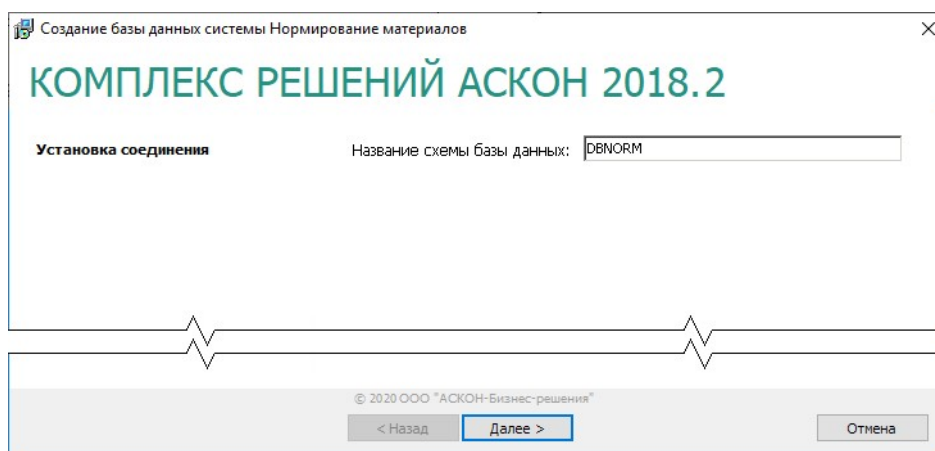 Создание базы данных системы Нормирование материалов
КОМПЛЕКС РЕШЕНИЙ АСКОН 2018.2
Установка соединения
Название схемы базы данных: DBNORM
© 2020 ООО "АСКОН-Бизнес-решения"
< Назад Далее > Отмена